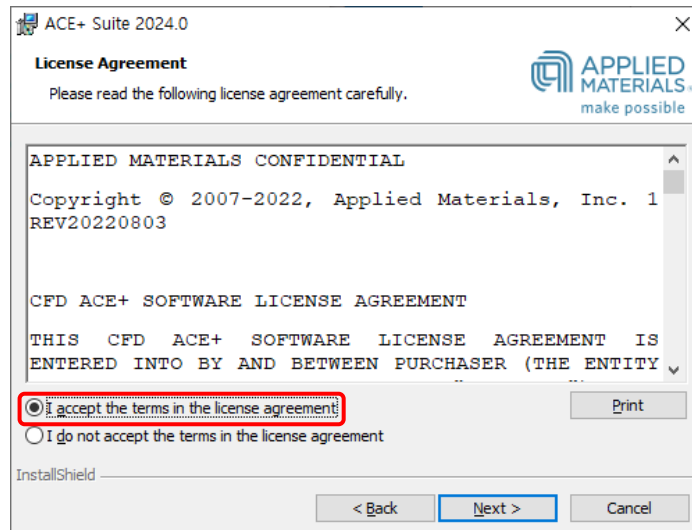 ACE+ Suite 2024.0
License Agreement
Please read the following license agreement carefully.
APPLIED
MATERIALS
make possible
APPLIED MATERIALS CONFIDENTIAL
Copyright © 2007-2022, Applied Materials, Inc. 1
REV20220803
CFD ACE+ SOFTWARE LICENSE AGREEMENT
THIS CFD ACE+ SOFTWARE LICENSE AGREEMENT IS
ENTERED INTO BY AND BETWEEN PURCHASER (THE ENTITY
I accept the terms in the license agreement
Print
I do not accept the terms in the license agreement
InstallShield
< Back
Next >
Cancel